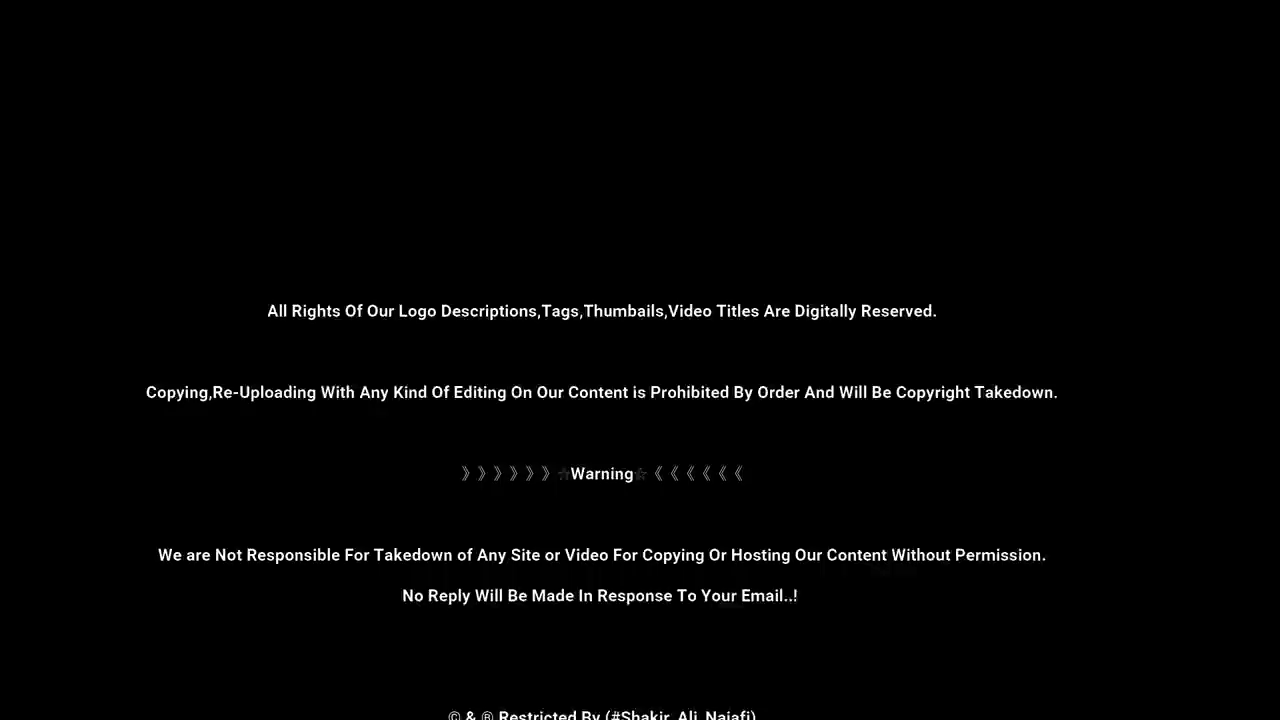 All Rights Of Our Logo Descriptions,Tags,Thumbails,Video Titles Are Digitally Reserved.
Copying,Re-Uploading With Any Kind Of Editing On Our Content is Prohibited By Order And Will Be Copyright Takedown.
》》》》》》☆Warning☆《《《《《《
We are Not Responsible For Takedown of Any Site or Video For Copying Or Hosting Our Content Without Permission.
No Reply Will Be Made In Response To Your Email..!
© & ® Restricted By (#Shakir_Ali_Najafi)